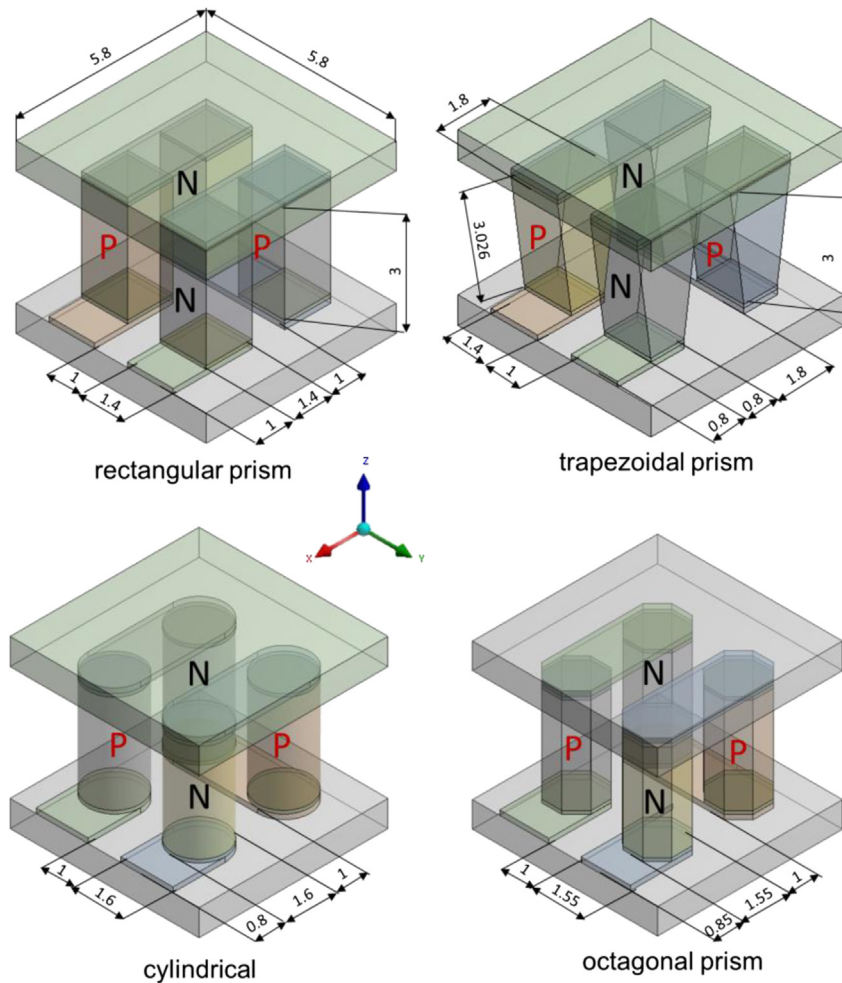 5.8
5.8
N
P
P
N
3
1
1.4
1
1.4
1
rectangular prism
1.8
N
3.026
P
P
N
3
1.4
1
1.8
0.8
0.8
trapezoidal prism
Z
X
Y
N
P
P
N
1
1.6
1
1.6
0.8
cylindrical
N
P
P
N
1
1.55
1
1.55
0.85
octagonal prism